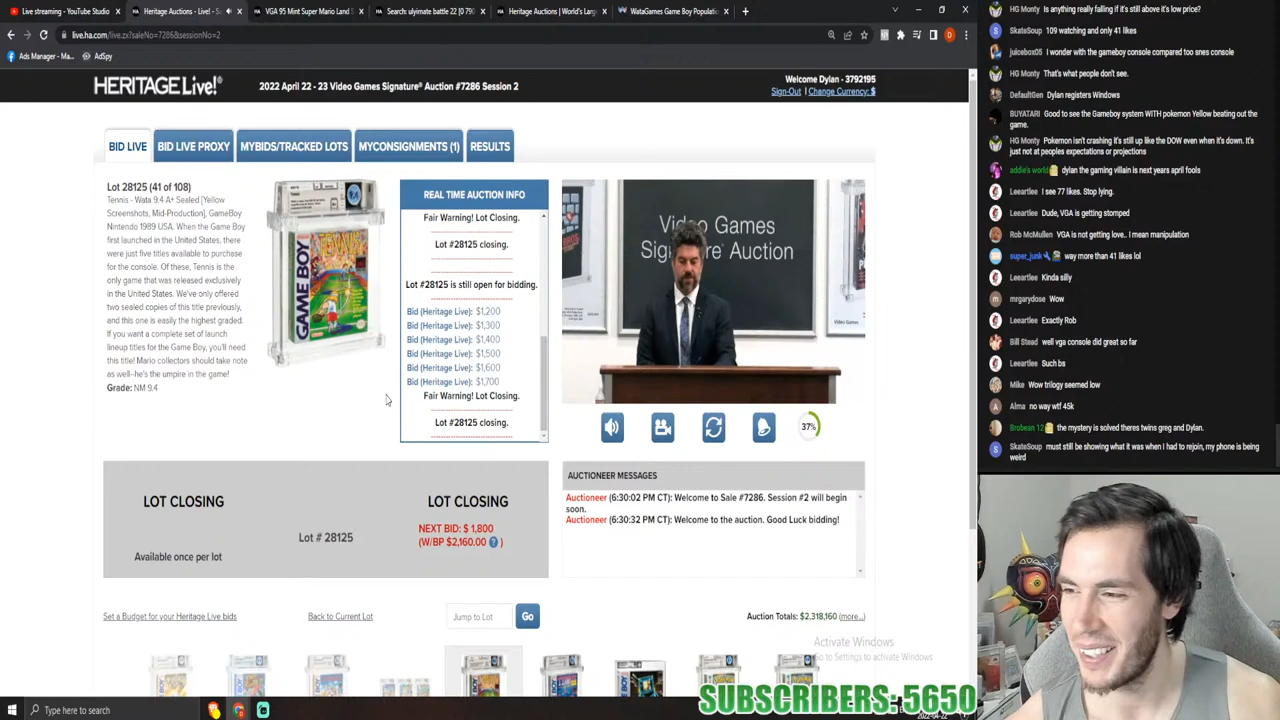 Live streaming - YouTube Studio
Heritage Auctions - Live! - S
VGA 95 Mint Super Mario Land
Search: ulyimate battle 10 790
Heritage Auctions | World's Larg
WataGames Game Boy Populati
live.ha.com/live.zx?saleNo=7286&sessionNo=2
Ads Manager - Ma...
AdSpy
HERITAGE Live!
2022 April 22 - 23 Video Games Signature® Auction #7286 Session 2
Welcome Dylan - 3792195
Sign-Out | Change Currency: $
BID LIVE
BID LIVE PROXY
MYBIDS/TRACKED LOTS
MYCONSIGNMENTS (1)
RESULTS
Lot 28125 (41 of 108)
Tennis - Wata 9.4 A+ Sealed [Yellow
Screenshots, Mid-Production], GameBoy
Nintendo 1989 USA. When the Game Boy
first launched in the United States, there
were just five titles available to purchase
for the console. Of these, Tennis is the
only game that was released exclusively
in the United States. We've only offered
two sealed copies of this title previously,
and this one is easily the highest graded.
If you want a complete set of launch
lineup titles for the Game Boy, you'll need
this title! Mario collectors should take note
as well--he's the umpire in the game!
Grade: NM 9.4
GAME BOY
TENNIS
REAL TIME AUCTION INFO
Fair Warning! Lot Closing.
Lot #28125 closing.
Lot #28125 is still open for bidding.
Bid (Heritage Live): $1,200
Bid (Heritage Live): $1,300
Bid (Heritage Live): $1,400
Bid (Heritage Live): $1,500
Bid (Heritage Live): $1,600
Bid (Heritage Live): $1,700
Fair Warning! Lot Closing.
Lot #28125 closing.
Video Games
Signature® Auction
Video Games
37%
LOT CLOSING
Available once per lot
Lot # 28125
LOT CLOSING
NEXT BID: $ 1,800
(W/BP $2,160.00 ? )
AUCTIONEER MESSAGES
Auctioneer (6:30:02 PM CT): Welcome to Sale #7286. Session #2 will begin
soon.
Auctioneer (6:30:32 PM CT): Welcome to the auction. Good Luck bidding!
Set a Budget for your Heritage Live bids
Back to Current Lot
Jump to Lot
Go
Auction Totals: $2,318,160 (more...)
Activate Windows
Go to Settings to activate Windows.
Type here to search
SUBSCRIBERS: 5650
HG Monty Is anything really falling if it's still above it's low price?
SkateSoup 109 watching and only 41 likes
juicebox05 I wonder with the gameboy console compared too snes console
HG Monty That's what people don't see.
DefaultGen Dylan registers Windows
BUYATARI Good to see the Gameboy system WITH pokemon Yellow beating out the
game.
HG Monty Pokemon isn't crashing it's still up like the DOW even when it's down. It's
just not at peoples expectations or projections
addie's world dylan the gaming villain is next years april fools
Leeartlee I see 77 likes. Stop lying.
Leeartlee Dude, VGA is getting stomped
Rob McMullen VGA is not getting love.. I mean manipulation
super_junk way more than 41 likes lol
Leeartlee Kinda silly
mrgarydose Wow
Leeartlee Exactly Rob
Bill Stead well vga console did great so far
Leeartlee Such bs
Mike Wow trilogy seemed low
Alma no way wtf 45k
Brobean 12 the mystery is solved theres twins greg and Dylan.
SkateSoup must still be showing what it was when I had to rejoin, my phone is being
weird